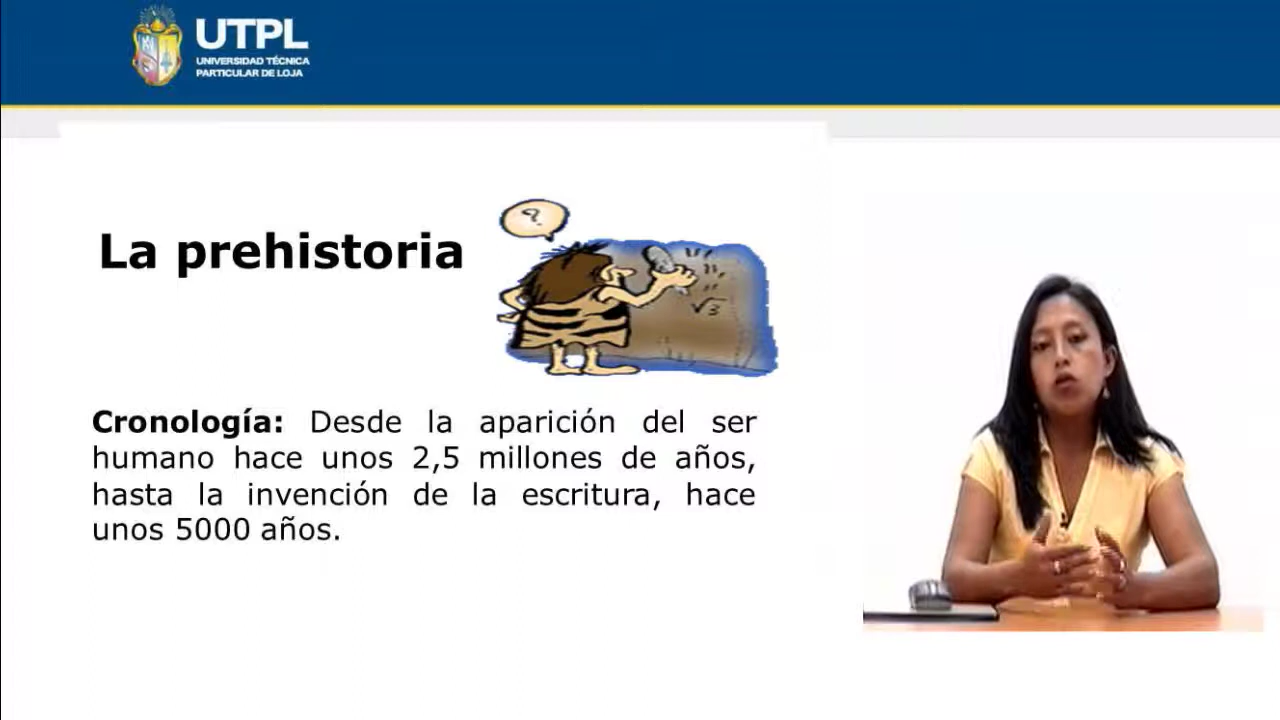 UTPL
UNIVERSIDAD TÉCNICA
PARTICULAR DE LOJA
?
La prehistoria
√3
Cronología: Desde la aparición del ser
humano hace unos 2,5 millones de años,
hasta la invención de la escritura, hace
unos 5000 años.